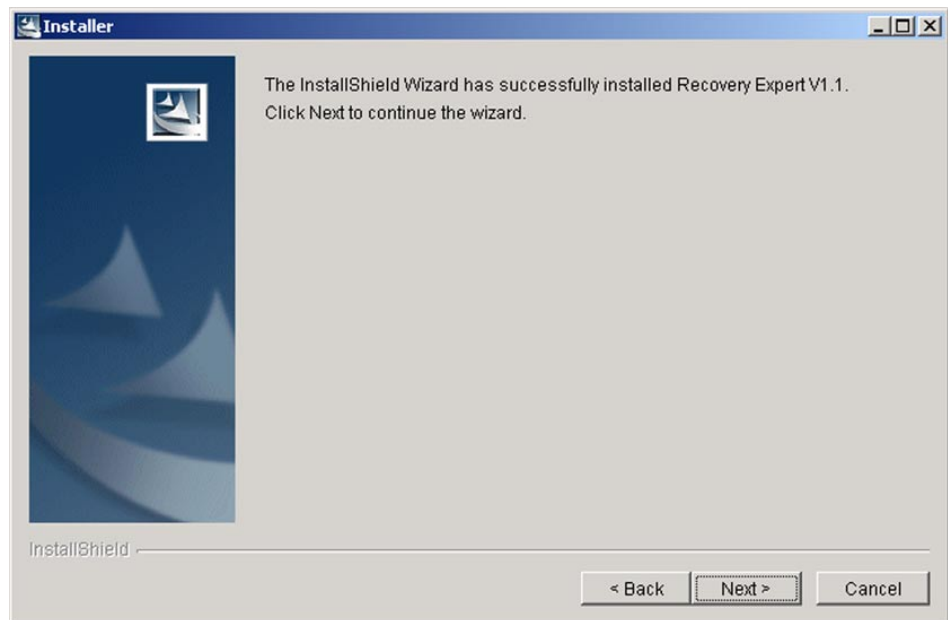 Installer
The InstallShield Wizard has successfully installed Recovery Expert V1.1.
Click Next to continue the wizard.
InstallShield
< Back
Next >
Cancel